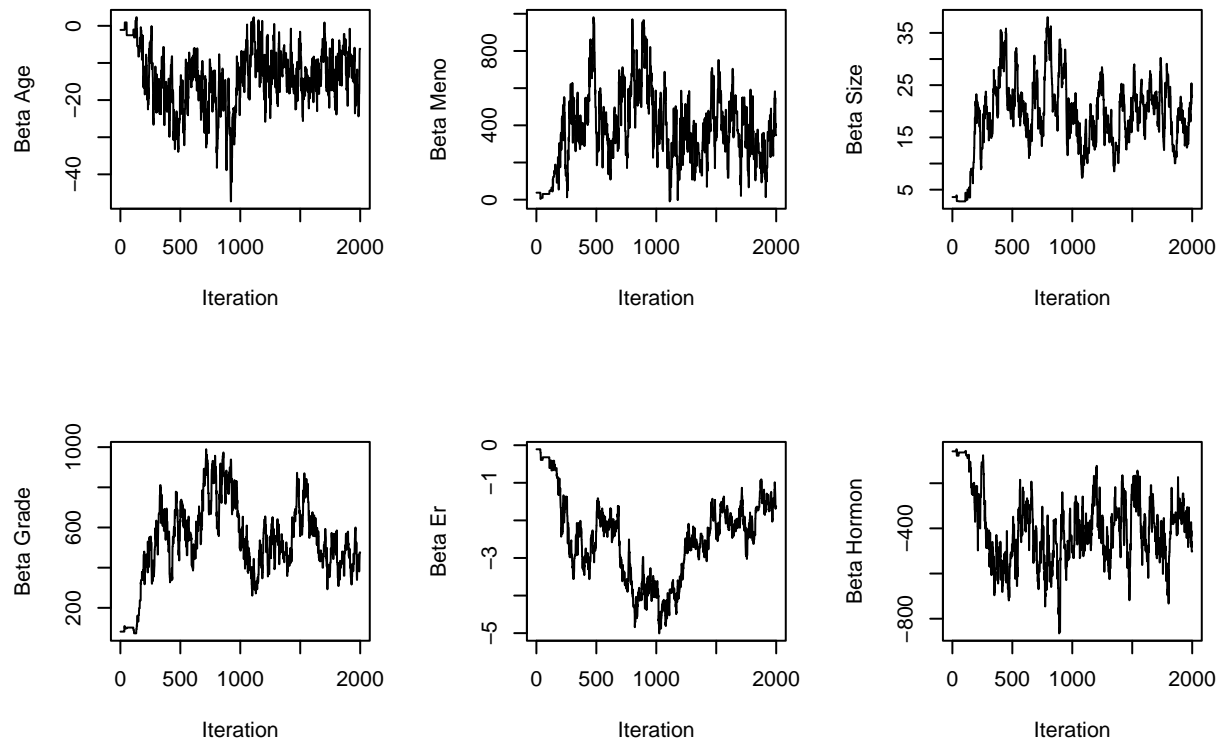 Beta Age
0
-20
-40
0 500 1000 2000
Iteration
Beta Meno
800
400
0
0 500 1000 2000
Iteration
Beta Size
35
25
15
5
0 500 1000 2000
Iteration
Beta Grade
1000
600
200
0 500 1000 2000
Iteration
Beta Er
0
-1
-3
-5
0 500 1000 2000
Iteration
Beta Hormon
-400
-800
0 500 1000 2000
Iteration